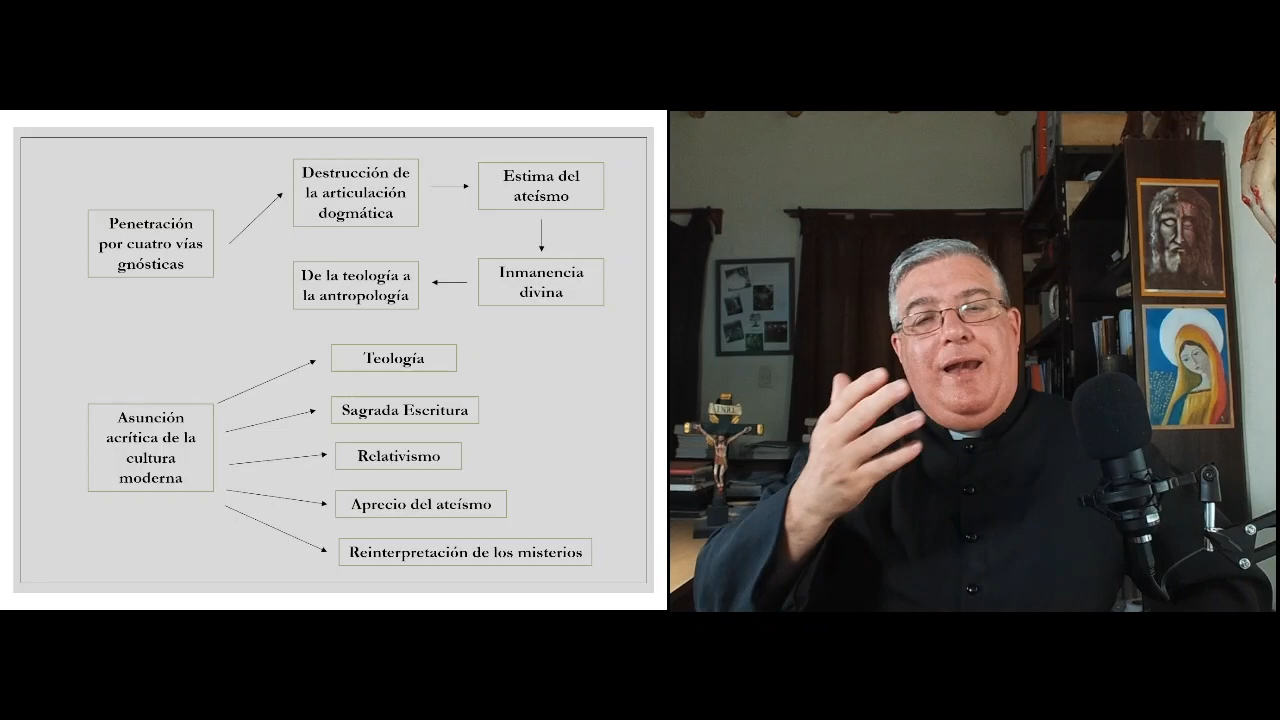 Penetración
por cuatro vías
gnósticas
Destrucción de
la articulación
dogmática
Estima del
ateísmo
De la teología a
la antropología
Inmanencia
divina
Asunción
acrítica de la
cultura
moderna
Teología
Sagrada Escritura
Relativismo
Aprecio del ateísmo
Reinterpretación de los misterios